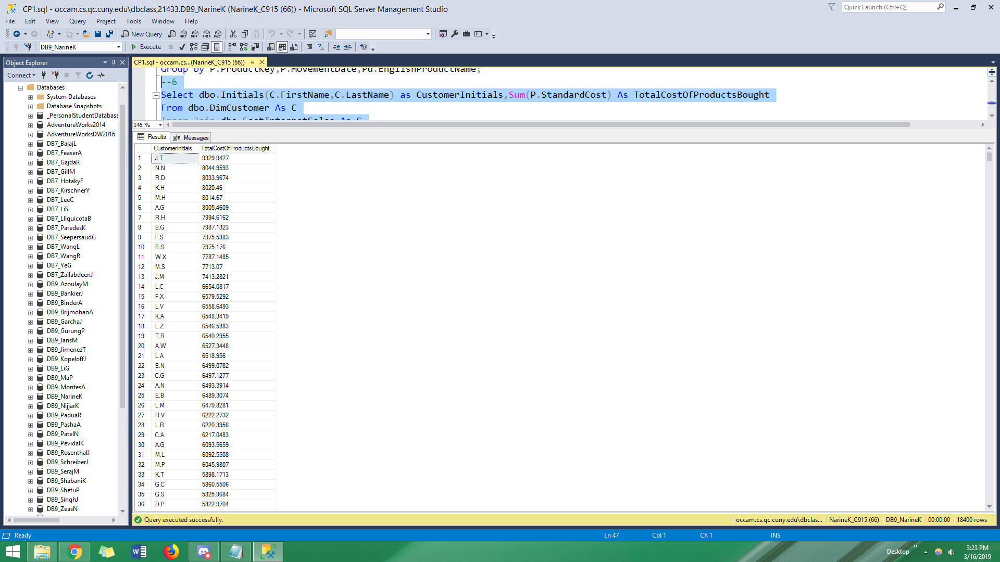 CP1.sql - occam.cs.qc.cuny.edu\dbclass,21433.DB9_NarineK (NarineK_C915 (66)) - Microsoft SQL Server Management Studio
Quick Launch (Ctrl+Q)
File Edit View Query Project Tools Window Help
New Query MDX DMX XMLA DAX
DB9_NarineK Execute
Object Explorer
Connect
Databases
System Databases
Database Snapshots
_PersonalStudentDatabase
AdventureWorks2014
AdventureWorksDW2016
DB7_BajajL
DB7_FeaserA
DB7_GajdaR
DB7_GillM
DB7_HotakyF
DB7_KirschnerY
DB7_LeeC
DB7_LiS
DB7_LliguicotaB
DB7_ParedesK
DB7_SeepersaudG
DB7_WangL
DB7_WangR
DB7_YeG
DB7_ZailabdeenJ
DB9_AzoulayM
DB9_BankierJ
DB9_BinderA
DB9_BrijmohanA
DB9_GarchaJ
DB9_GurungP
DB9_JansM
DB9_JimenezT
DB9_KopeloffJ
DB9_LiG
DB9_MaP
DB9_MontesA
DB9_NarineK
DB9_NijjarK
DB9_PaduaR
DB9_PashaA
DB9_PatelN
DB9_PevidalK
DB9_RosenthalJ
DB9_SchreiberJ
DB9_SerajM
DB9_ShabaniK
DB9_ShetuP
DB9_SinghJ
DB9_ZeasN
CP1.sql - occam.cs...(NarineK_C915 (66))
Group by P.ProductKey,P.MovementDate,Pd.EnglishProductName;
--6
Select dbo.Initials(C.FirstName,C.LastName) as CustomerInitials,Sum(P.StandardCost) As TotalCostOfProductsBought
From dbo.DimCustomer As C
Inner Join dbo.FactInternetSales As S
146 %
Results Messages
CustomerInitials TotalCostOfProductsBought
1 J.T 9329.9427
2 N.N 8044.9593
3 R.D 8033.9674
4 K.H 8020.46
5 M.H 8014.67
6 A.G 8005.4609
7 R.H 7994.6162
8 B.G 7987.1323
9 F.S 7975.5383
10 B.S 7975.176
11 W.X 7787.1485
12 M.S 7713.07
13 J.M 7413.2821
14 L.C 6654.0817
15 F.X 6579.5292
16 L.V 6558.6493
17 K.A 6548.3419
18 L.Z 6546.5883
19 T.R 6540.2955
20 A.W 6527.3448
21 L.A 6518.956
22 B.N 6499.0782
23 C.G 6497.1277
24 A.N 6493.3914
25 E.B 6489.3074
26 L.M 6479.8281
27 R.V 6222.2732
28 L.R 6220.3956
29 C.A 6217.0483
30 A.G 6093.5659
31 M.L 6092.5508
32 M.P 6045.9807
33 K.T 5898.1713
34 G.C 5860.5506
35 G.S 5825.9684
36 D.P 5822.9704
Query executed successfully. occam.cs.qc.cuny.edu\dbclas... NarineK_C915 (66) DB9_NarineK 00:00:00 18400 rows
Ready Ln 47 Col 1 Ch 1 INS
Desktop
3:23 PM
3/16/2019